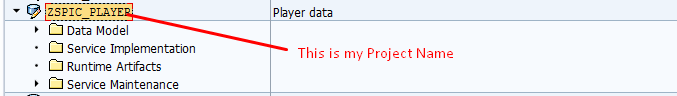 ZSPIC_PLAYER Player data
Data Model
Service Implementation
This is my Project Name
Runtime Artifacts
Service Maintenance